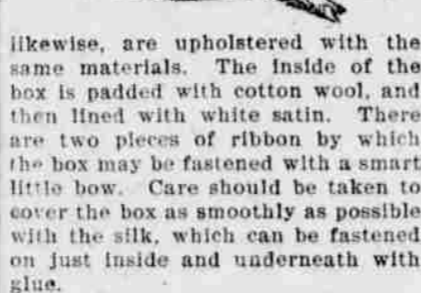 likewise, are upholstered with the
same materials. The inside of the
box is padded with cotton wool, and
then lined with white satin. There
are two pieces of ribbon by which
the box may be fastened with a smart
little bow. Care should be taken to
cover the box as smoothly as possible
with the silk, which can be fastened
on just inside and underneath with
glue.